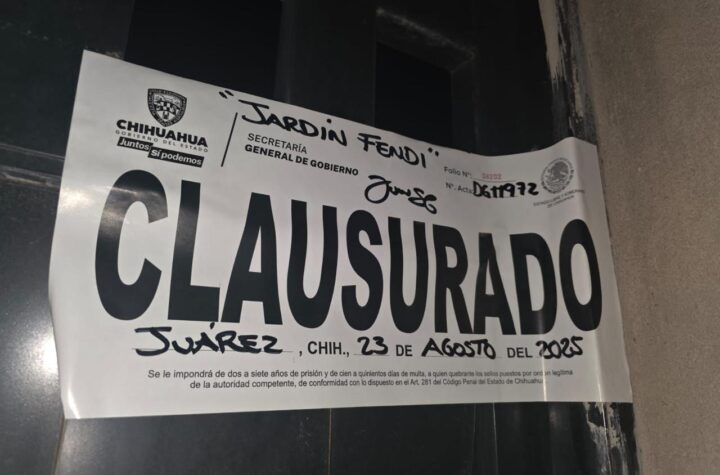 "JARDIN FENDI"
CHIHUAHUA
GOBIERNO DEL ESTADO
Juntos Sí podemos
SECRETARÍA
GENERAL DE GOBIERNO
Folio N°:
N°. Acta: DG11972
CLAUSURADO
JUÁREZ, CHIH., 23 DE AGOSTO DEL 2025
Se le impondrá de dos a siete años de prisión y de cien a quinientos días de multa, a quien quebrante los sellos puestos por orden legítima
de la autoridad competente, de conformidad con lo dispuesto en el Art. 281 del Código Penal del Estado de Chihuahua